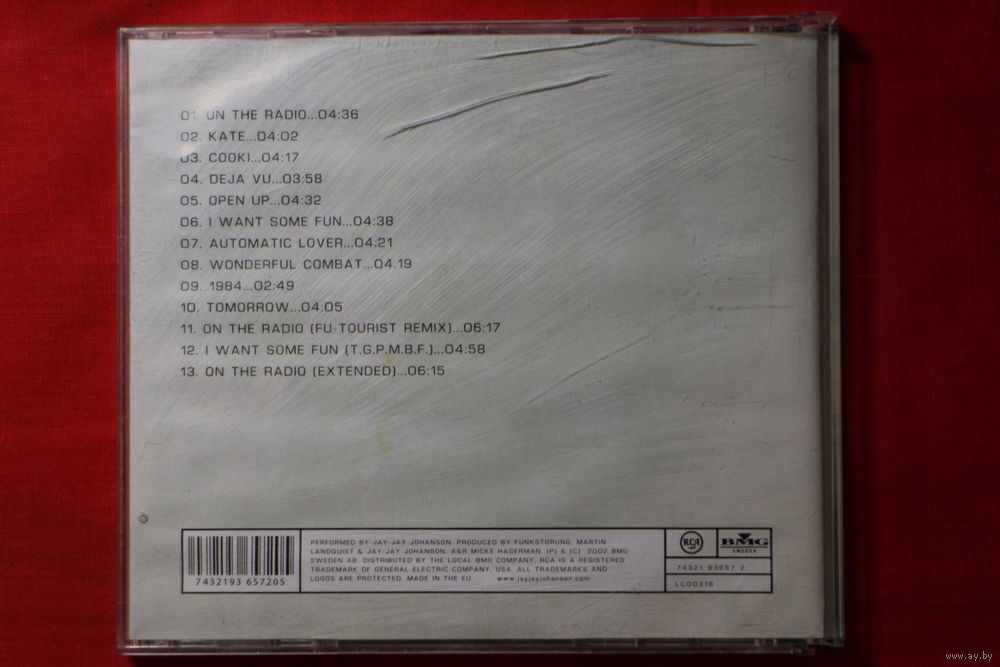 01. ON THE RADIO...04:36
02. KATE...04:02
03. COOKI...04:17
04. DEJA VU...03:58
05. OPEN UP...04:32
06. I WANT SOME FUN...04:38
07. AUTOMATIC LOVER...04:21
08. WONDERFUL COMBAT...04.19
09. 1984...02:49
10. TOMORROW...04:05
11. ON THE RADIO (FU-TOURIST REMIX)...06:17
12. I WANT SOME FUN (T.G.P.M.B.F.)...04:58
13. ON THE RADIO (EXTENDED)...06:15
7432193 657205
PERFORMED BY JAY-JAY JOHANSON. PRODUCED BY FUNKSTORUNG. MARTIN
LANDQUIST & JAY-JAY JOHANSON. A&R MICKE HAGERMAN. (P) & (C) 2002 BMG
SWEDEN AB. DISTRIBUTED BY THE LOCAL BMG COMPANY. RCA IS A REGISTERED
TRADEMARK OF GENERAL ELECTRIC COMPANY. USA. ALL TRADEMARKS AND
LOGOS ARE PROTECTED. MADE IN THE EU. www.jayjayjohanson.com
RCA
BMG
SWEDEN
74321 93657 2
LC00316
www.ay.by